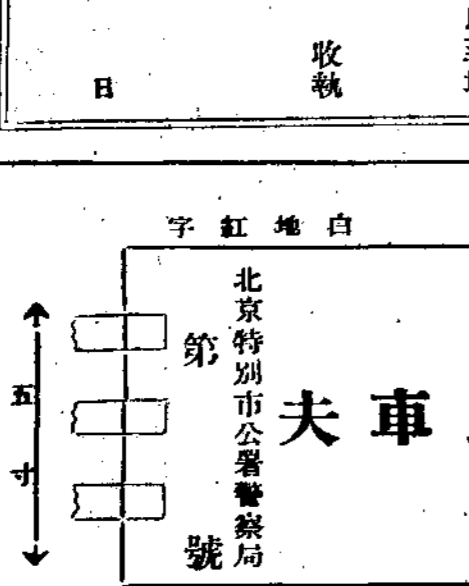 收執
日
白地紅字
車夫
北京特別市公署警察局
第　號
五寸